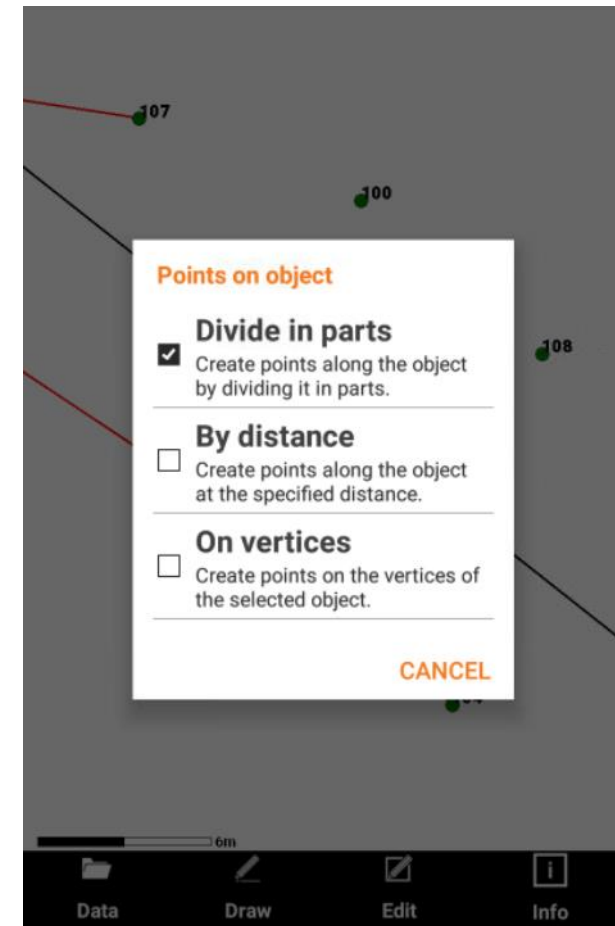 107
100
Points on object
Divide in parts
Create points along the object
by dividing it in parts.
108
By distance
Create points along the object
at the specified distance.
On vertices
Create points on the vertices of
the selected object.
CANCEL
6m
Data Draw Edit Info